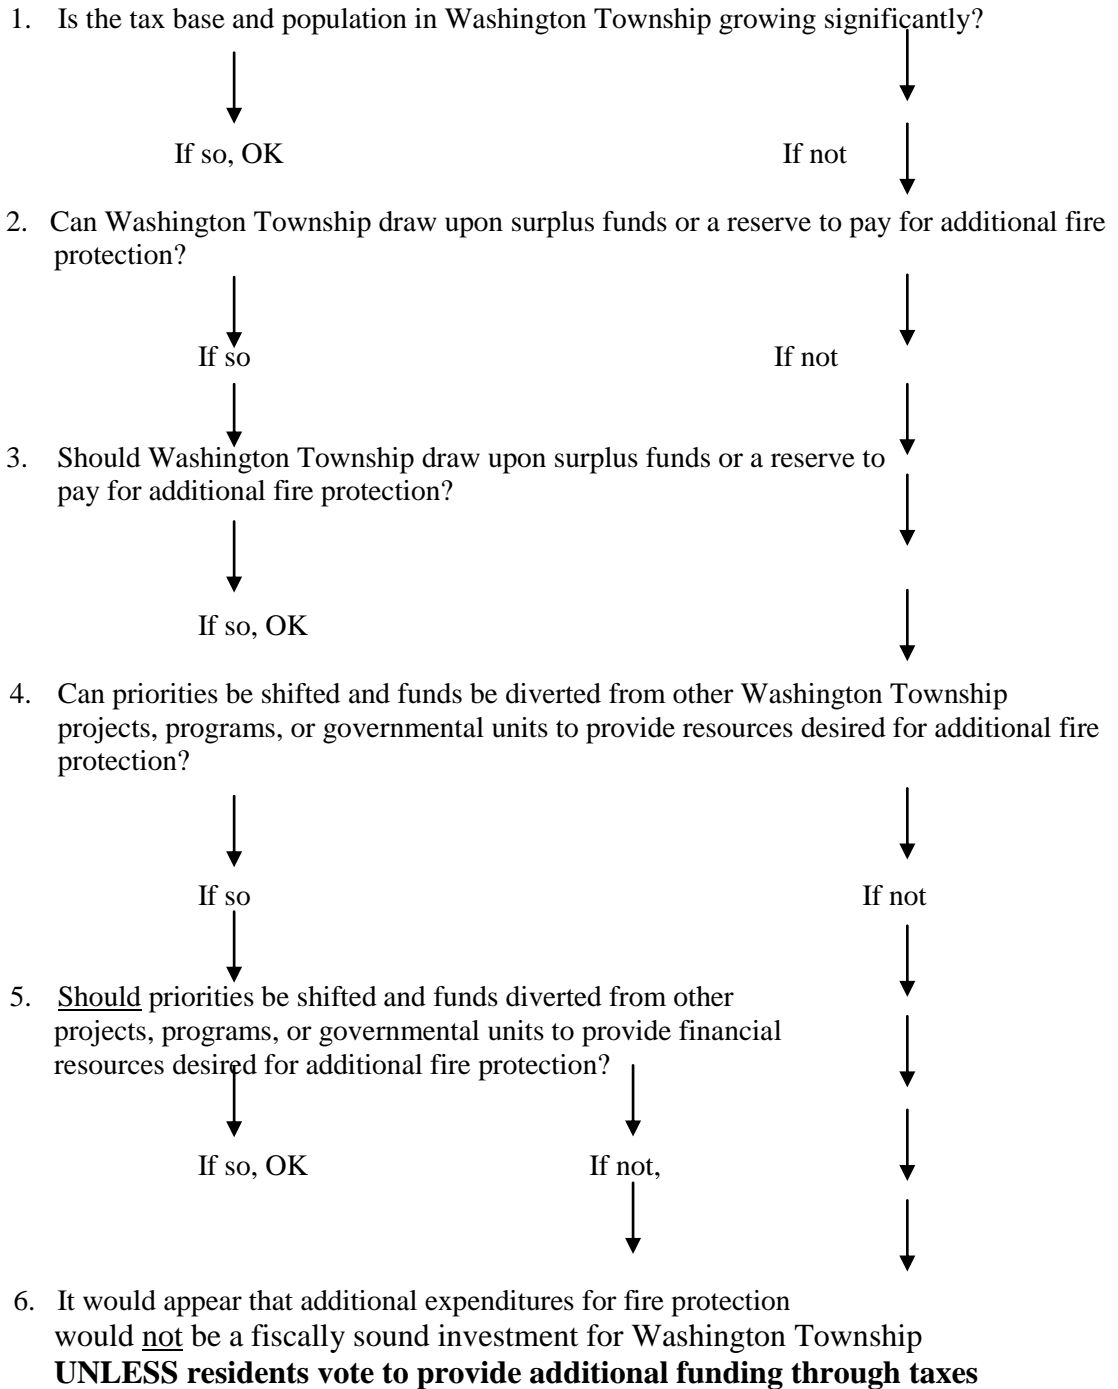 1. Is the tax base and population in Washington Township growing significantly?
If so, OK If not
2. Can Washington Township draw upon surplus funds or a reserve to pay for additional fire
protection?
If so If not
3. Should Washington Township draw upon surplus funds or a reserve to
pay for additional fire protection?
If so, OK
4. Can priorities be shifted and funds be diverted from other Washington Township
projects, programs, or governmental units to provide resources desired for additional fire
protection?
If so If not
5. Should priorities be shifted and funds diverted from other
projects, programs, or governmental units to provide financial
resources desired for additional fire protection?
If so, OK If not,
6. It would appear that additional expenditures for fire protection
would not be a fiscally sound investment for Washington Township
UNLESS residents vote to provide additional funding through taxes